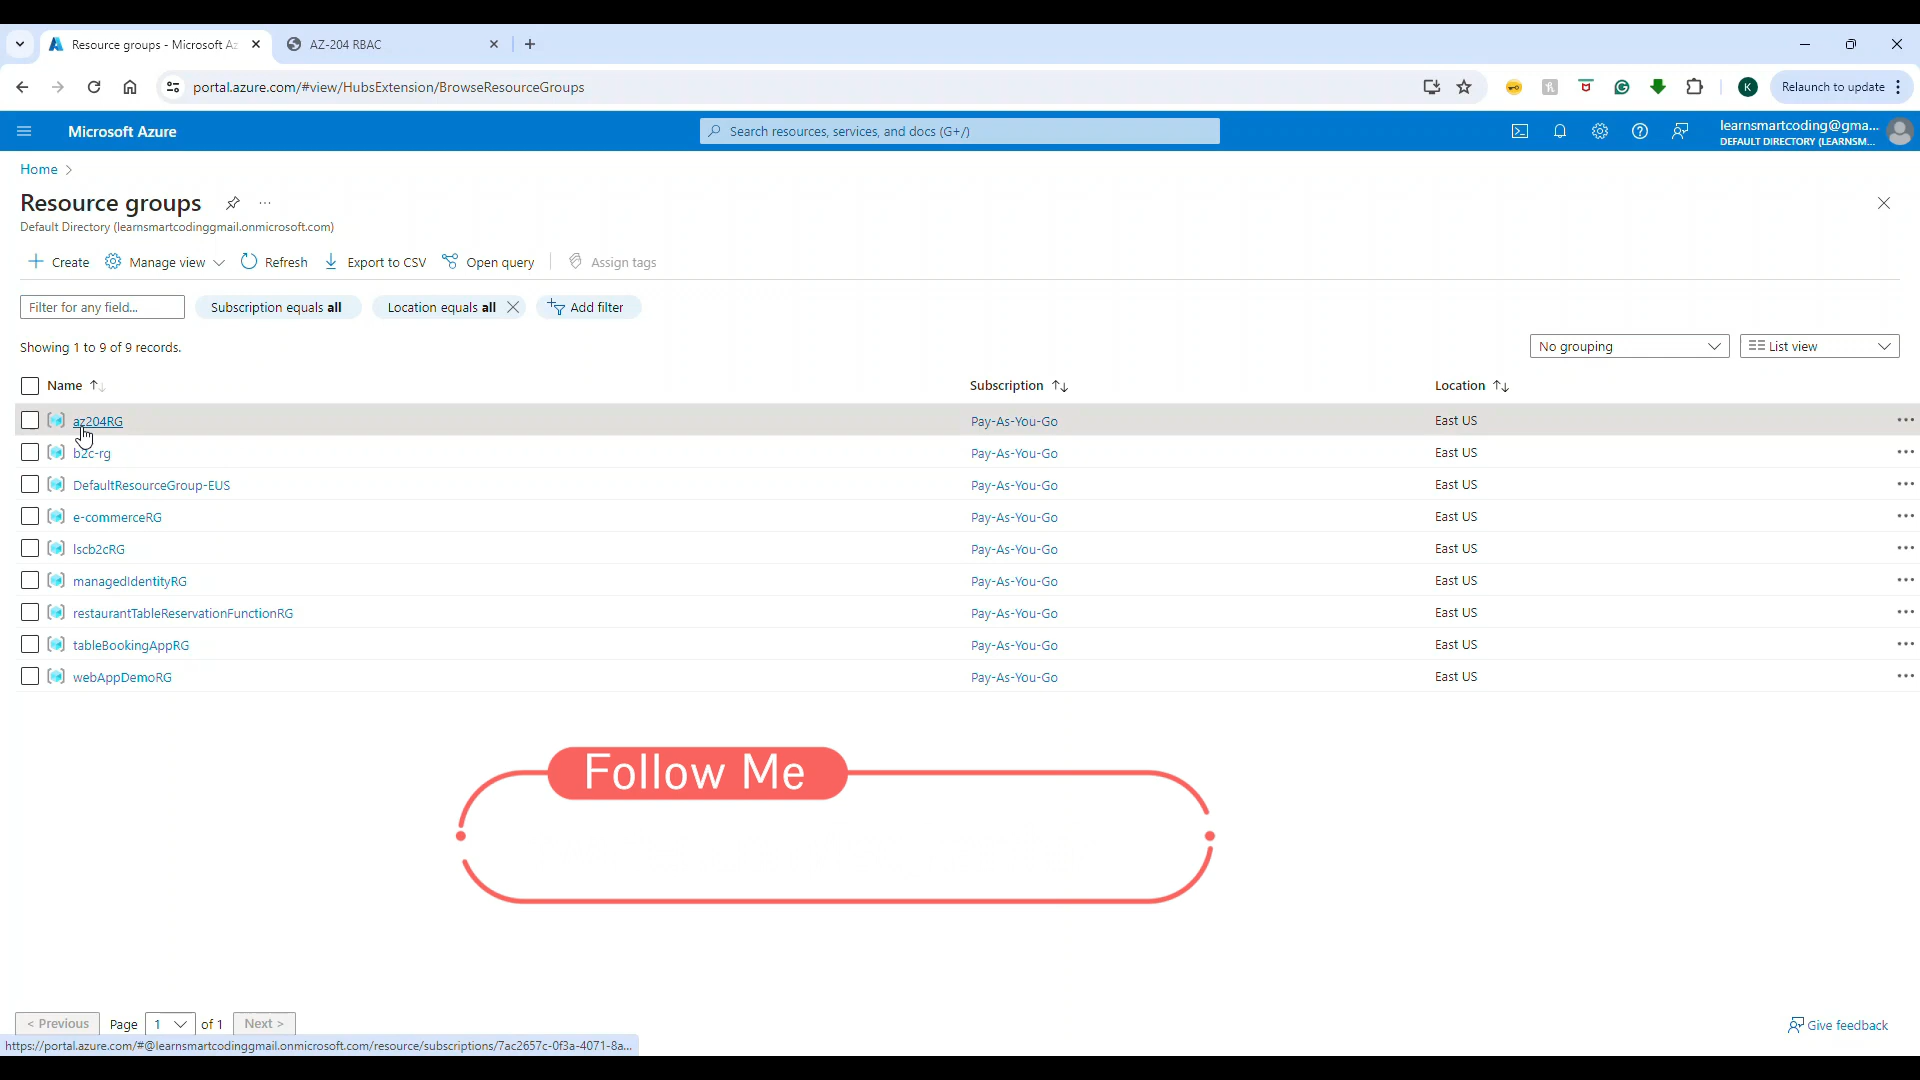 Resource groups - Microsoft Az
AZ-204 RBAC
portal.azure.com/#view/HubsExtension/BrowseResourceGroups
K
Relaunch to update
Microsoft Azure
Search resources, services, and docs (G+/)
learnsmartcoding@gma...
DEFAULT DIRECTORY (LEARNSM...
Home
Resource groups
Default Directory (learnsmartcodinggmail.onmicrosoft.com)
Create
Manage view
Refresh
Export to CSV
Open query
Assign tags
Filter for any field...
Subscription equals all
Location equals all
Add filter
Showing 1 to 9 of 9 records.
No grouping
List view
Name
Subscription
Location
az204RG Pay-As-You-Go East US
b2c-rg Pay-As-You-Go East US
DefaultResourceGroup-EUS Pay-As-You-Go East US
e-commerceRG Pay-As-You-Go East US
lscb2cRG Pay-As-You-Go East US
managedIdentityRG Pay-As-You-Go East US
restaurantTableReservationFunctionRG Pay-As-You-Go East US
tableBookingAppRG Pay-As-You-Go East US
webAppDemoRG Pay-As-You-Go East US
Follow Me
< Previous Page 1 of 1 Next >
Give feedback
https://portal.azure.com/#@learnsmartcodinggmail.onmicrosoft.com/resource/subscriptions/7ac2657c-0f3a-4071-8a...